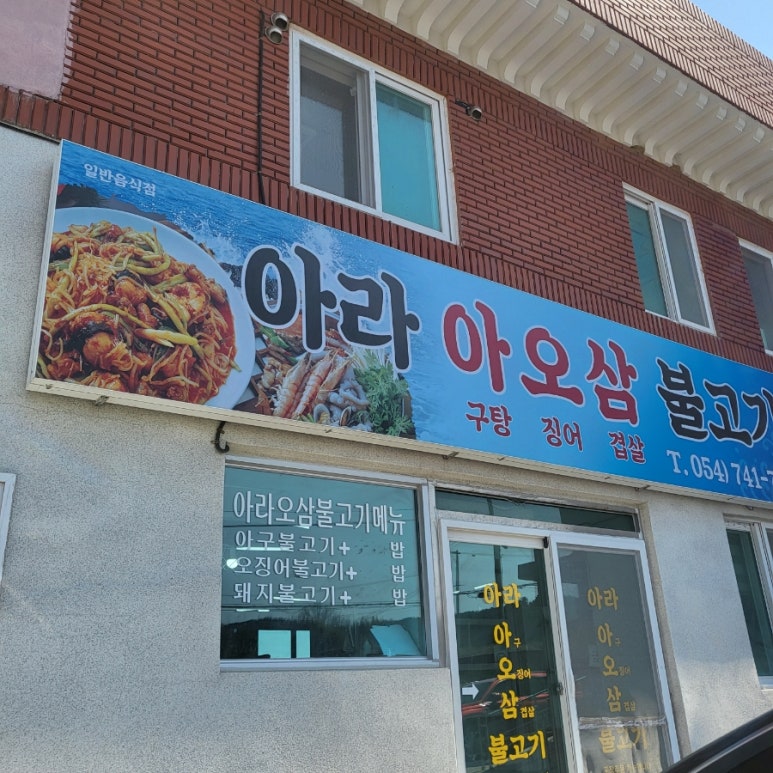 일반음식점
아라 아오삼 불고기
구탕 징어 겹살
T. 054) 741-
아라오삼불고기메뉴
아구불고기+ 밥
오징어불고기+ 밥
돼지불고기+ 밥
아라
아구
오징어
삼겹살
불고기
아라
아구
오징어
삼겹살
불고기